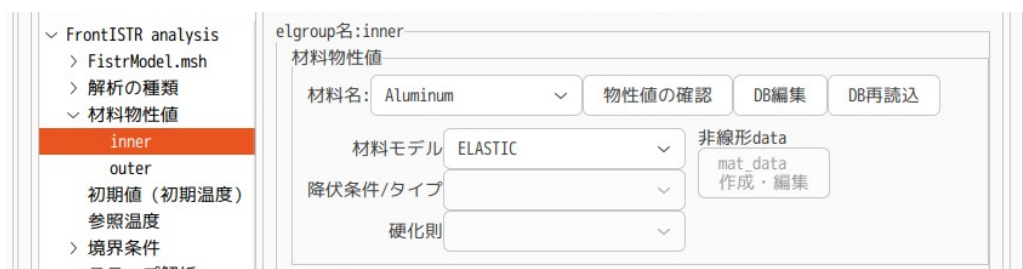 FrontISTR analysis
FistrModel.msh
解析の種類
材料物性値
inner
outer
初期値（初期温度）
参照温度
境界条件
elgroup名:inner
材料物性値
材料名: Aluminum 物性値の確認 DB編集 DB再読込
材料モデル ELASTIC
非線形data
mat_data
作成・編集
降伏条件/タイプ
硬化則